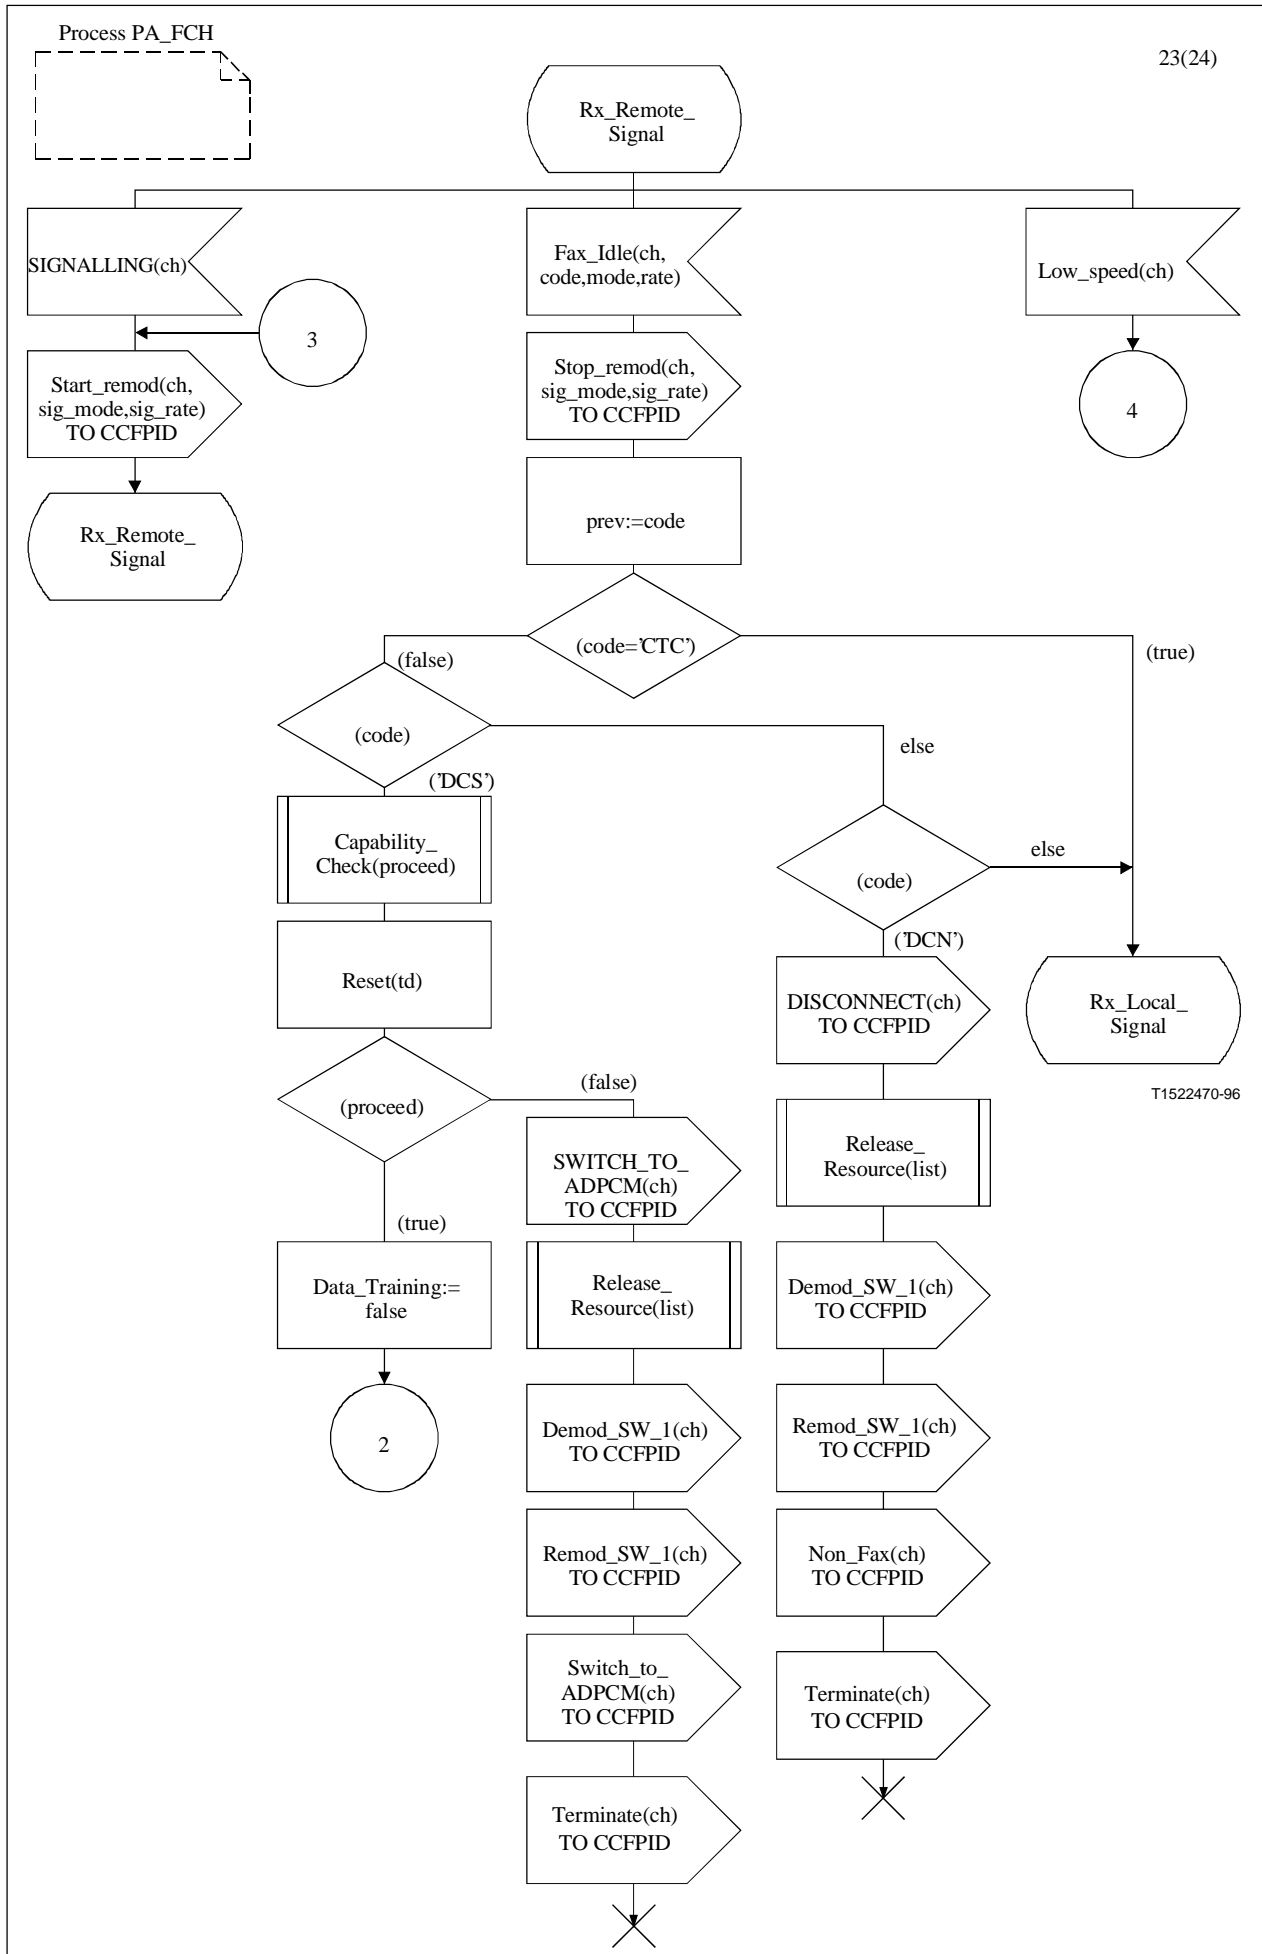 Process PA_FCH
23(24)
Rx_Remote_
Signal
SIGNALLING(ch)
Fax_Idle(ch,
code,mode,rate)
Low_speed(ch)
3
Start_remod(ch,
sig_mode,sig_rate)
TO CCFPID
Stop_remod(ch,
sig_mode,sig_rate)
TO CCFPID
4
Rx_Remote_
Signal
prev:=code
(code='CTC')
(false)
(true)
(code)
else
('DCS')
Capability_
Check(proceed)
(code)
else
('DCN')
Reset(td)
DISCONNECT(ch)
TO CCFPID
Rx_Local_
Signal
(proceed)
(false)
(true)
T1522470-96
SWITCH_TO_
ADPCM(ch)
TO CCFPID
Release_
Resource(list)
Data_Training:=
false
Release_
Resource(list)
Demod_SW_1(ch)
TO CCFPID
2
Demod_SW_1(ch)
TO CCFPID
Remod_SW_1(ch)
TO CCFPID
Remod_SW_1(ch)
TO CCFPID
Non_Fax(ch)
TO CCFPID
Switch_to_
ADPCM(ch)
TO CCFPID
Terminate(ch)
TO CCFPID
Terminate(ch)
TO CCFPID